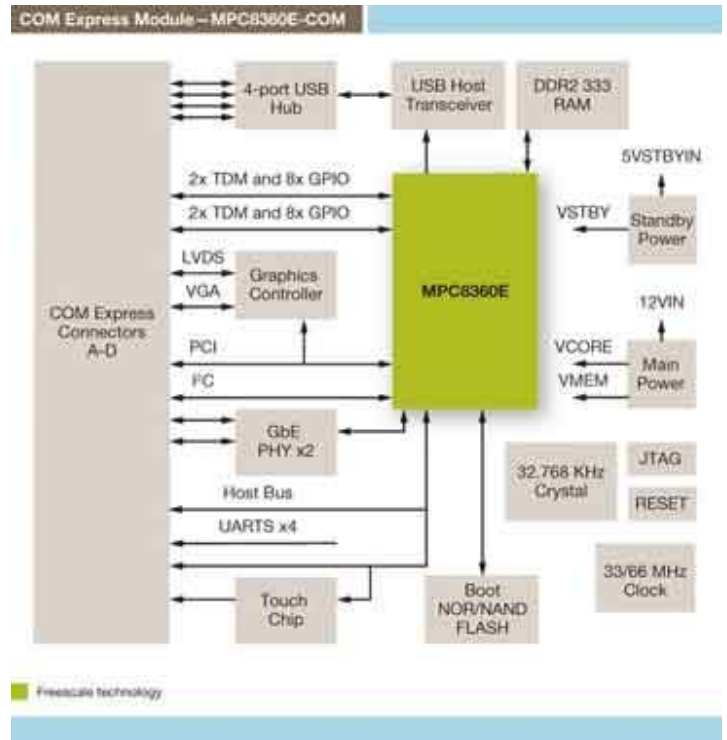 COM Express Module – MPC8360E-COM
4-port USB
Hub
USB Host
Transceiver
DDR2 333
RAM
5VSTBYIN
2x TDM and 8x GPIO
2x TDM and 8x GPIO
VSTBY
Standby
Power
LVDS
VGA
Graphics
Controller
MPC8360E
COM Express
Connectors
A-D
12VIN
PCI
VCORE
VMEM
Main
Power
I²C
GbE
PHY x2
32.768 KHz
Crystal
JTAG
RESET
Host Bus
UARTS x4
33/66 MHz
Clock
Touch
Chip
Boot
NOR/NAND
FLASH
Freescale technology